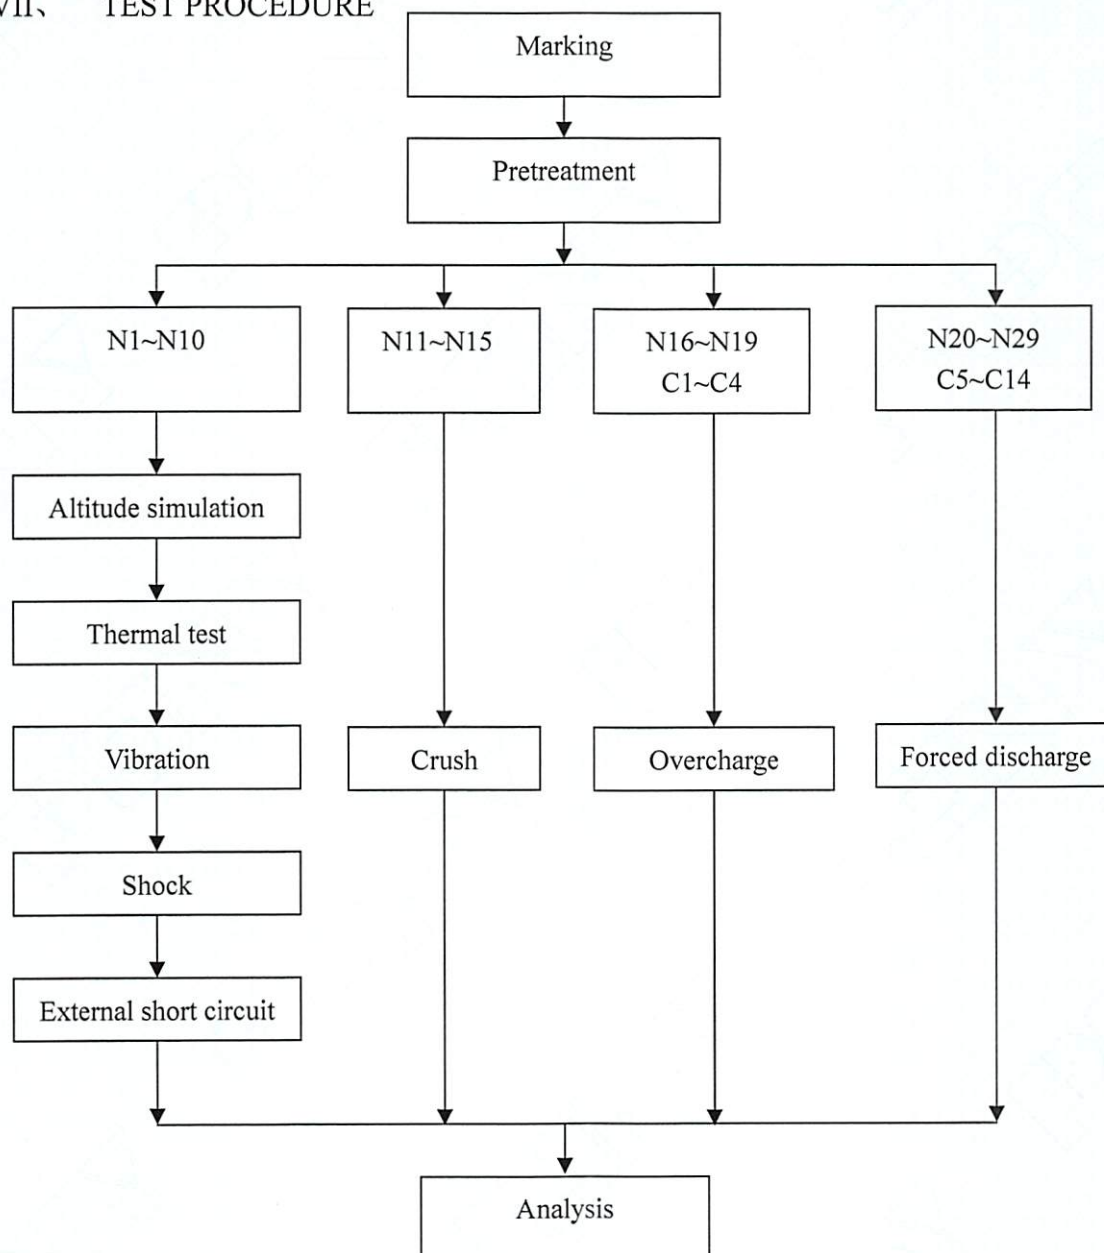 VII、 TEST PROCEDURE
Marking
Pretreatment
N1~N10
N11~N15
N16~N19
C1~C4
N20~N29
C5~C14
Altitude simulation
Thermal test
Vibration
Crush
Overcharge
Forced discharge
Shock
External short circuit
Analysis